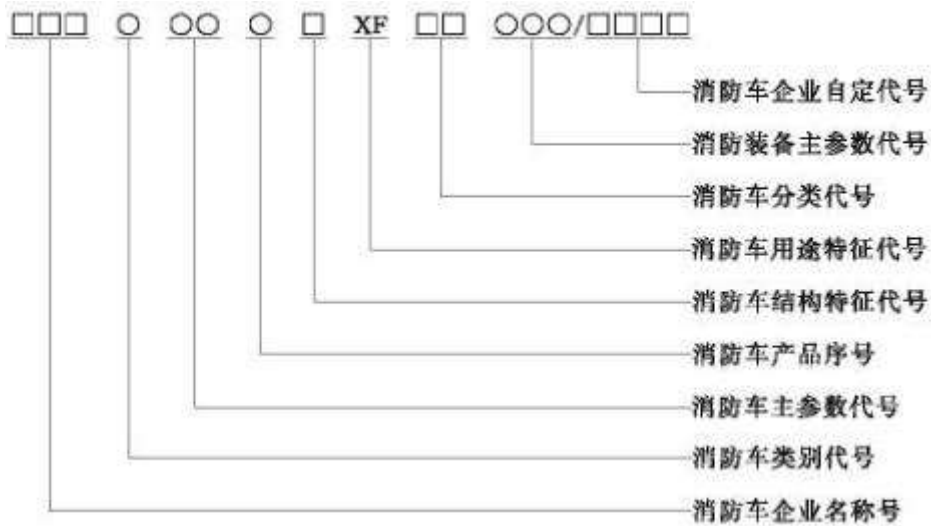 □□□ ○ ○○ ○ □ XF □□ ○○○/□□□□
消防车企业自定代号
消防装备主参数代号
消防车分类代号
消防车用途特征代号
消防车结构特征代号
消防车产品序号
消防车主参数代号
消防车类别代号
消防车企业名称号